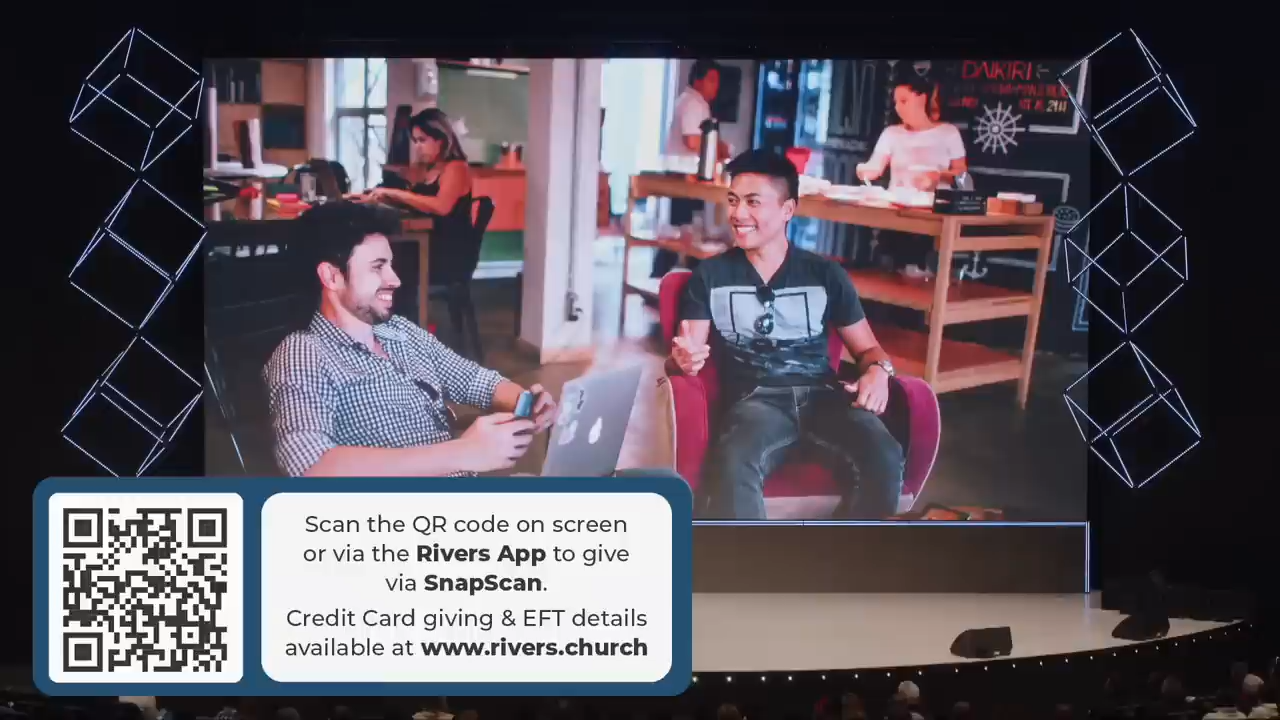 DAIKIRI
Scan the QR code on screen
or via the Rivers App to give
via SnapScan.
Credit Card giving & EFT details
available at www.rivers.church